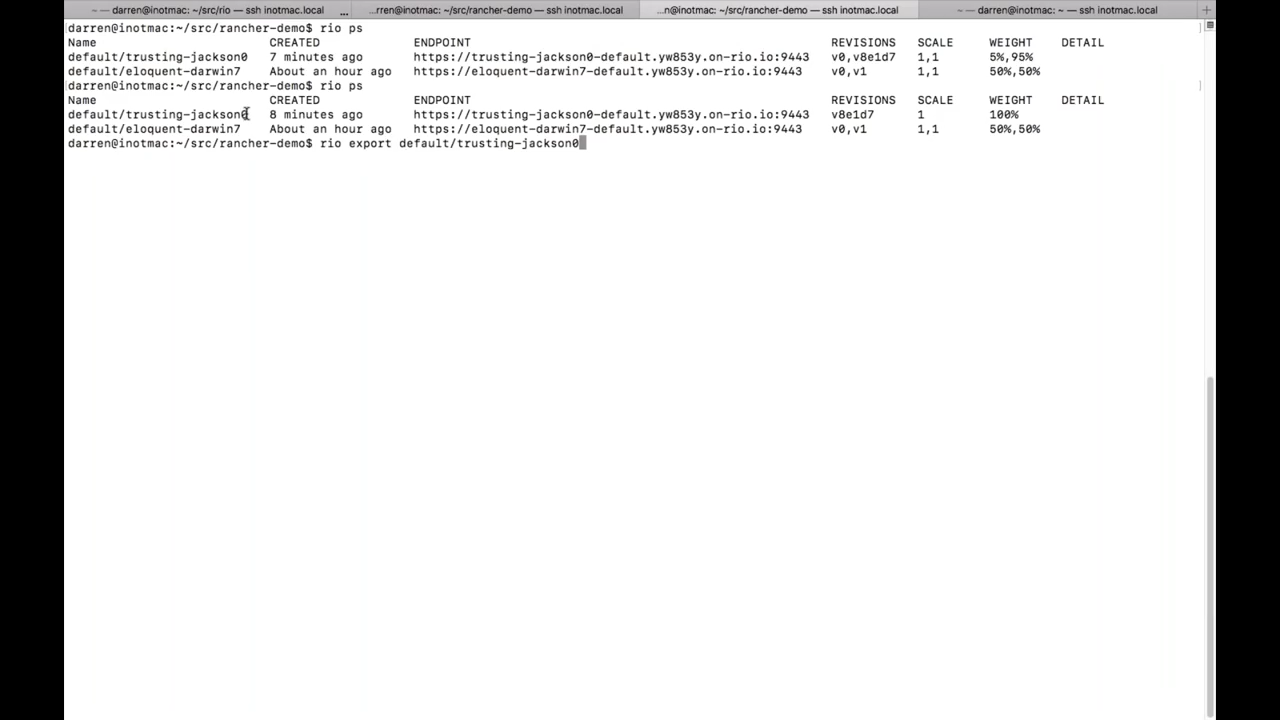 ~ — darren@inotmac: ~/src/rio — ssh inotmac.local ... ...rren@inotmac: ~/src/rancher-demo — ssh inotmac.local ...n@inotmac: ~/src/rancher-demo — ssh inotmac.local ~ — darren@inotmac: ~ — ssh inotmac.local +
[darren@inotmac:~/src/rancher-demo$ rio ps ]
Name CREATED ENDPOINT REVISIONS SCALE WEIGHT DETAIL
default/trusting-jackson0 7 minutes ago https://trusting-jackson0-default.yw853y.on-rio.io:9443 v0,v8e1d7 1,1 5%,95%
default/eloquent-darwin7 About an hour ago https://eloquent-darwin7-default.yw853y.on-rio.io:9443 v0,v1 1,1 50%,50%
[darren@inotmac:~/src/rancher-demo$ rio ps ]
Name CREATED ENDPOINT REVISIONS SCALE WEIGHT DETAIL
default/trusting-jackson0 8 minutes ago https://trusting-jackson0-default.yw853y.on-rio.io:9443 v8e1d7 1 100%
default/eloquent-darwin7 About an hour ago https://eloquent-darwin7-default.yw853y.on-rio.io:9443 v0,v1 1,1 50%,50%
darren@inotmac:~/src/rancher-demo$ rio export default/trusting-jackson0